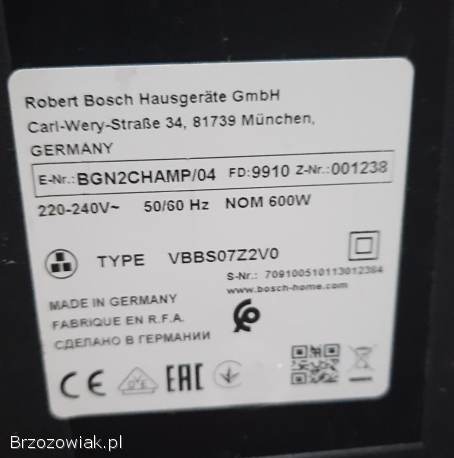 Robert Bosch Hausgeräte GmbH
Carl-Wery-Straße 34, 81739 München,
GERMANY
E-Nr.: BGN2CHAMP/04 FD: 9910 Z-Nr.: 001238
220-240V~ 50/60 Hz NOM 600W
TYPE VBBS07Z2V0
S-Nr.: 709100510113012384
www.bosch-home.com
MADE IN GERMANY
FABRIQUE EN R.F.A.
СДЕЛАНО В ГЕРМАНИИ
CE OVE EAC
Brzozowiak.pl